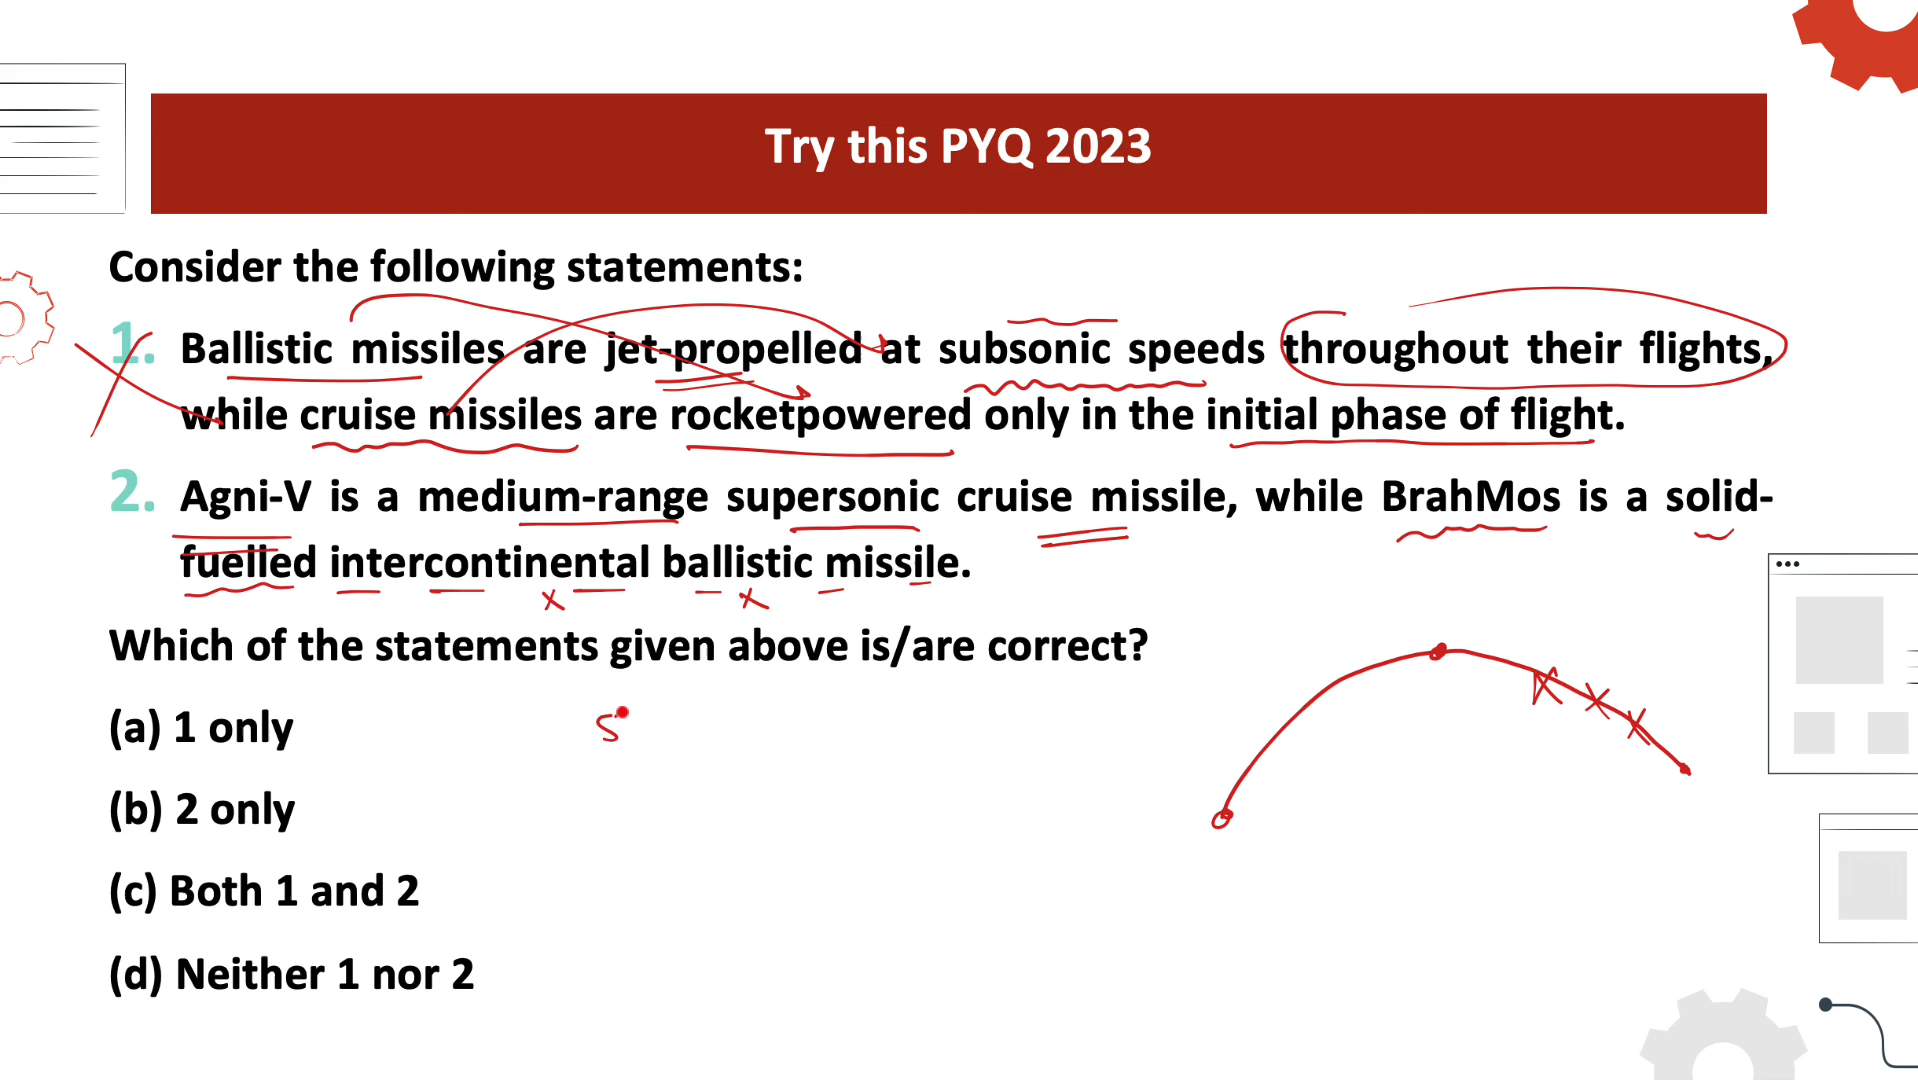 Try this PYQ 2023
Consider the following statements:
1. Ballistic missiles are jet-propelled at subsonic speeds throughout their flights,
while cruise missiles are rocketpowered only in the initial phase of flight.
2. Agni-V is a medium-range supersonic cruise missile, while BrahMos is a solid-
fuelled intercontinental ballistic missile.
Which of the statements given above is/are correct?
(a) 1 only
S
(b) 2 only
(c) Both 1 and 2
(d) Neither 1 nor 2